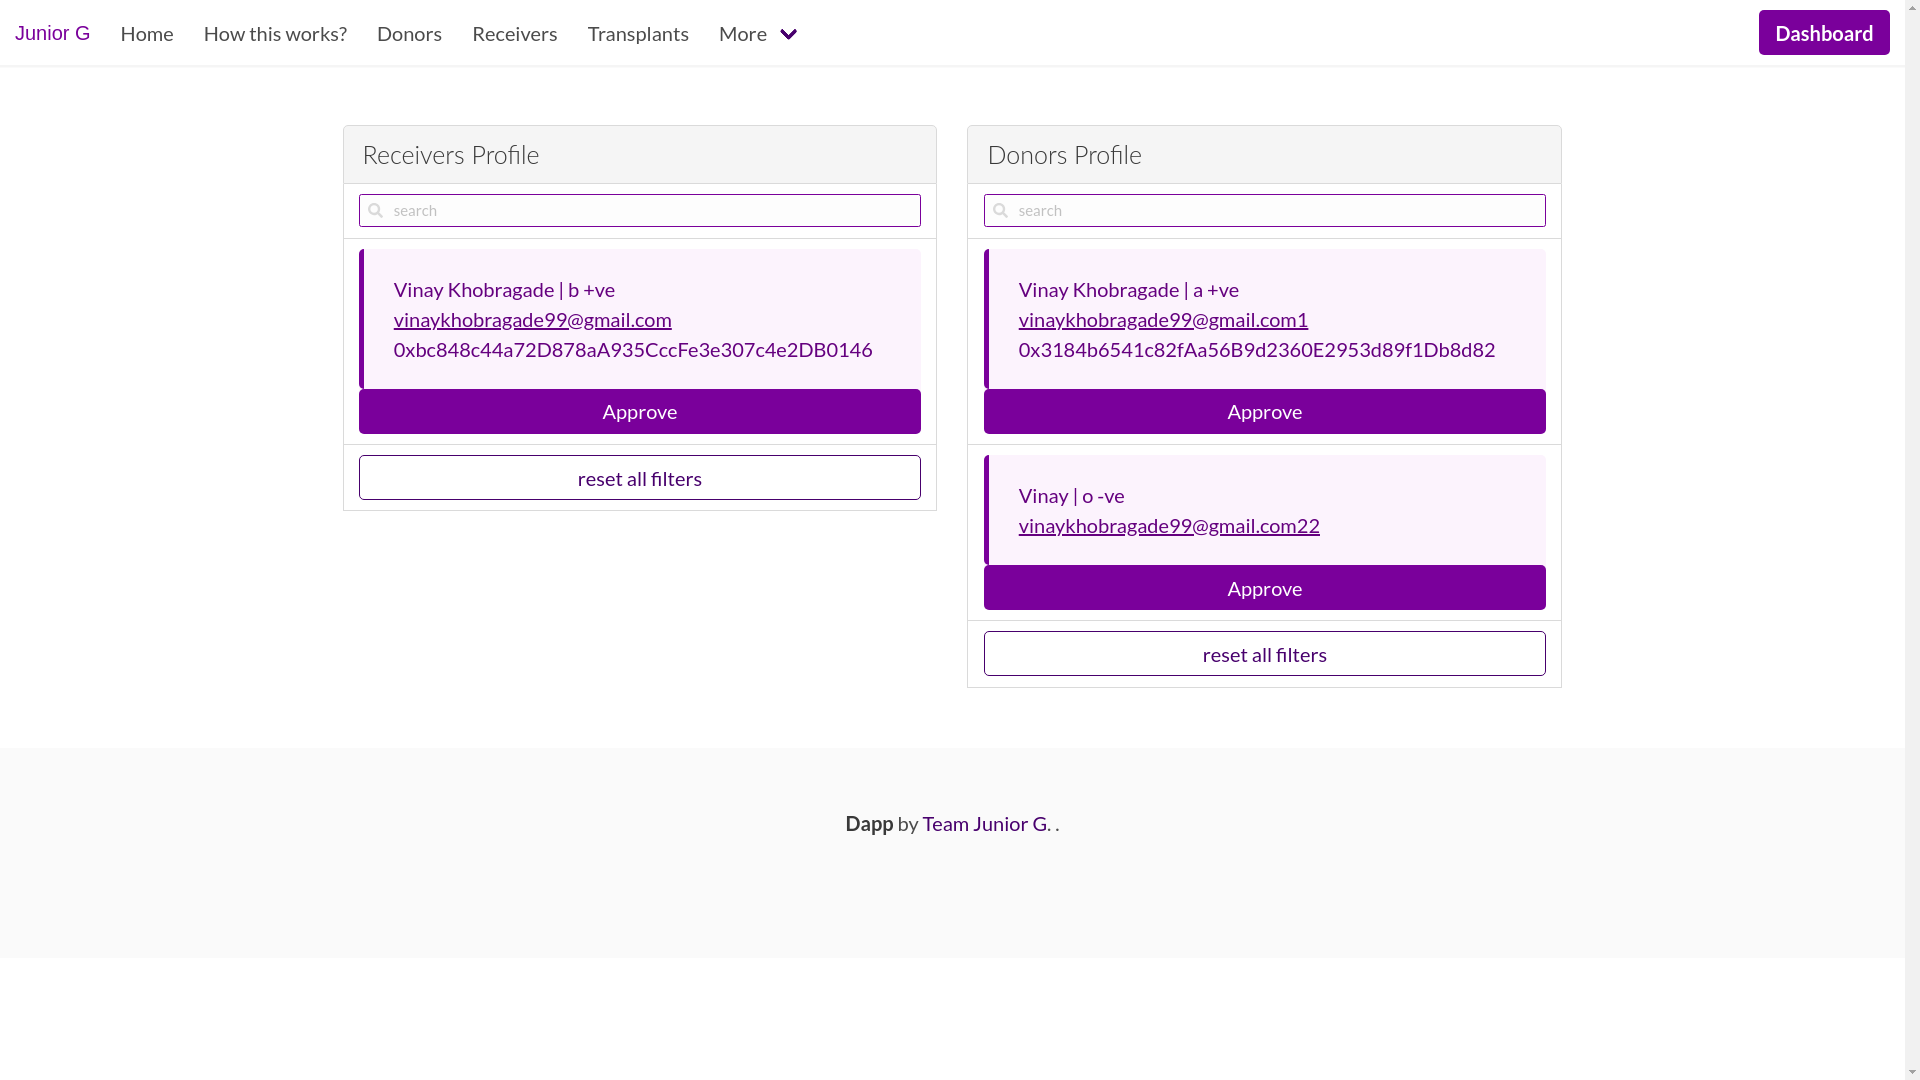 Junior G
Home
How this works?
Donors
Receivers
Transplants
More
Dashboard
Receivers Profile
search
Vinay Khobragade | b +ve
vinaykhobragade99@gmail.com
0xbc848c44a72D878aA935CccFe3e307c4e2DB0146
Approve
reset all filters
Donors Profile
search
Vinay Khobragade | a +ve
vinaykhobragade99@gmail.com1
0x3184b6541c82fAa56B9d2360E2953d89f1Db8d82
Approve
Vinay | o -ve
vinaykhobragade99@gmail.com22
Approve
reset all filters
Dapp by Team Junior G. .